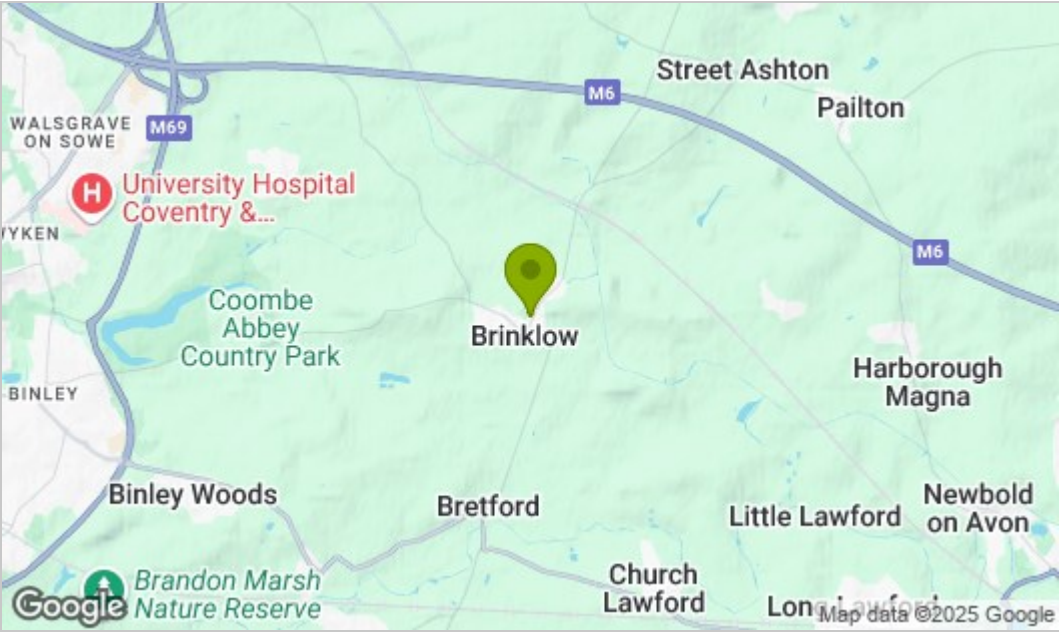 Street Ashton
M6
Pailton
WALSGRAVE
ON SOWE
M69
H
University Hospital
Coventry &...
WYKEN
M6
Coombe
Abbey
Country Park
Brinklow
Harborough
Magna
BINLEY
Binley Woods
Bretford
Little Lawford
Newbold
on Avon
Church
Lawford
Brandon Marsh
Nature Reserve
Long Lawford
Google
Map data ©2025 Google